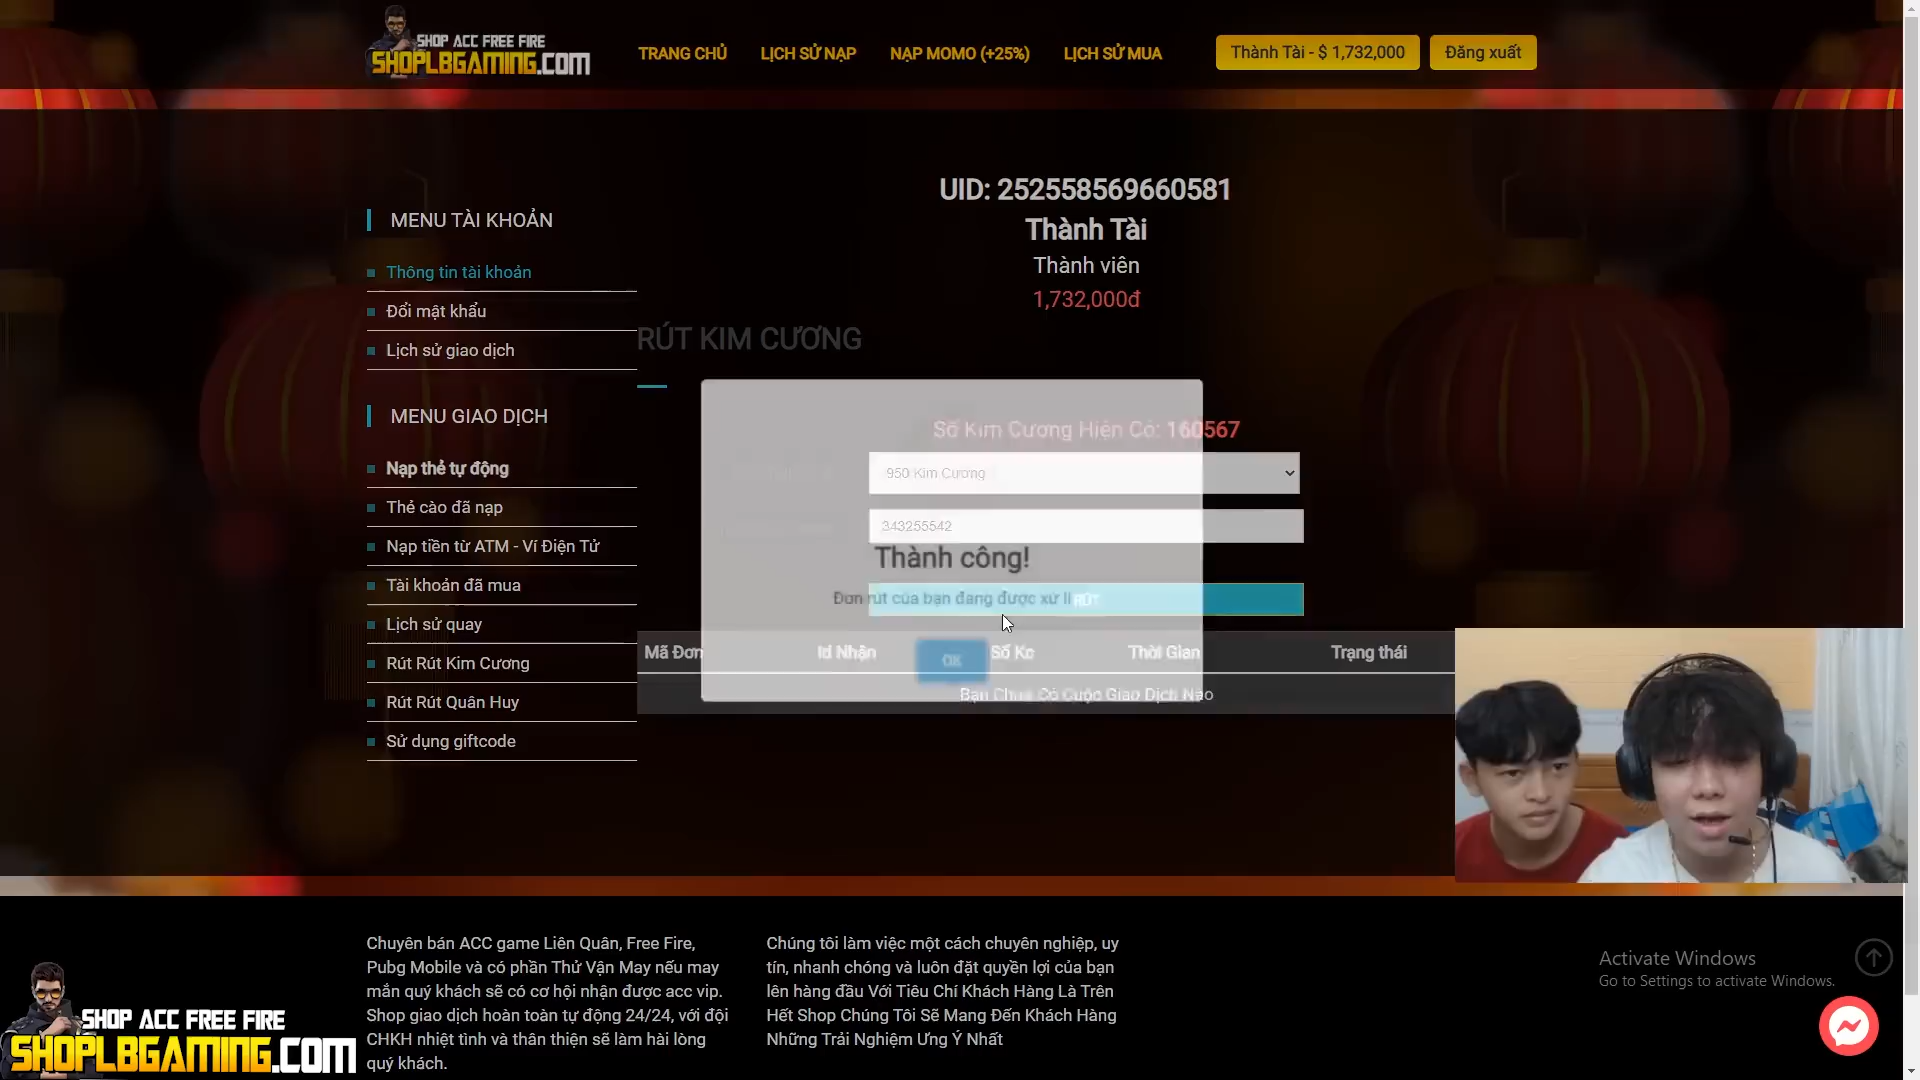 SHOP ACC FREE FIRE
SHOPLBGAMING.COM
TRANG CHỦ
LỊCH SỬ NẠP
NẠP MOMO (+25%)
LỊCH SỬ MUA
Thành Tài - $ 1,732,000
Đăng xuất
UID: 252558569660581
Thành Tài
Thành viên
1,732,000đ
MENU TÀI KHOẢN
Thông tin tài khoản
Đổi mật khẩu
Lịch sử giao dịch
MENU GIAO DỊCH
Nạp thẻ tự động
Thẻ cào đã nạp
Nạp tiền từ ATM - Ví Điện Tử
Tài khoản đã mua
Lịch sử quay
Rút Rút Kim Cương
Rút Rút Quân Huy
Sử dụng giftcode
RÚT KIM CƯƠNG
Số Kim Cương Hiện Có: 160567
950 Kim Cương
343255542
Thành công!
Đơn rút của bạn đang được xử lí
RÚT
OK
Mã Đơn
Id Nhận
Số Kc
Thời Gian
Trạng thái
Bạn Chưa Có Cuộc Giao Dịch Nào
Chuyên bán ACC game Liên Quân, Free Fire,
Pubg Mobile và có phần Thử Vận May nếu may
mắn quý khách sẽ có cơ hội nhận được acc vip.
Shop giao dịch hoàn toàn tự động 24/24, với đội
CHKH nhiệt tình và thân thiện sẽ làm hài lòng
quý khách.
Chúng tôi làm việc một cách chuyên nghiệp, uy
tín, nhanh chóng và luôn đặt quyền lợi của bạn
lên hàng đầu Với Tiêu Chí Khách Hàng Là Trên
Hết Shop Chúng Tôi Sẽ Mang Đến Khách Hàng
Những Trải Nghiệm Ưng Ý Nhất
Activate Windows
Go to Settings to activate Windows.
SHOP ACC FREE FIRE
SHOPLBGAMING.COM